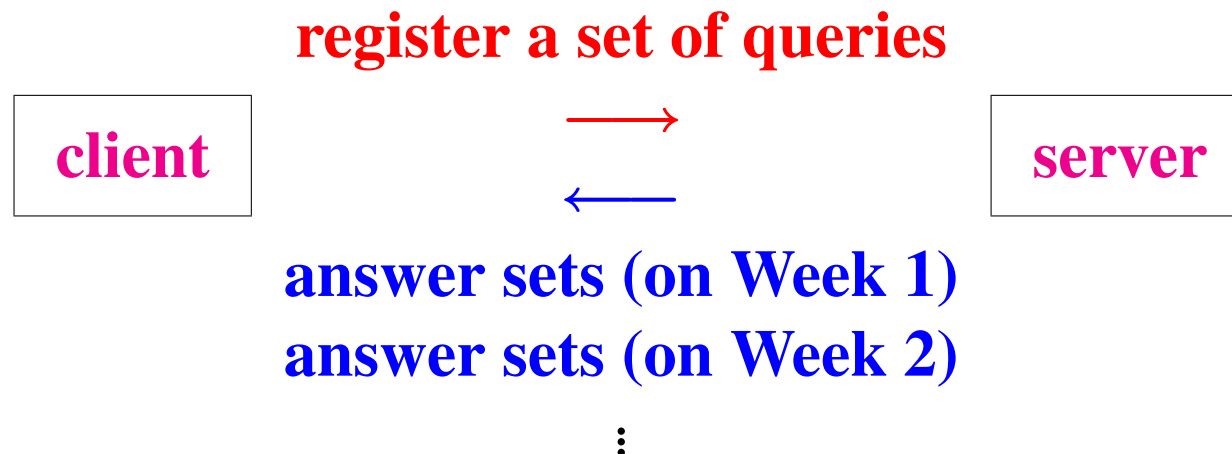 register a set of queries
client
server
answer sets (on Week 1)
answer sets (on Week 2)
⋮